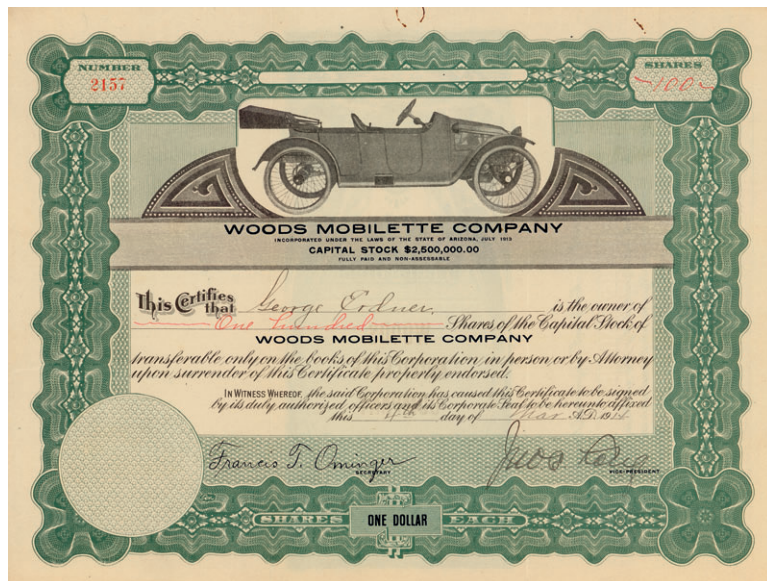 NUMBER
2157
SHARES
100
WOODS MOBILETTE COMPANY
INCORPORATED UNDER THE LAWS OF THE STATE OF ARIZONA, JULY 1913
CAPITAL STOCK $2,500,000.00
FULLY PAID AND NON-ASSESSABLE
This Certifies that George Erdner is the owner of
One hundred Shares of the Capital Stock of
WOODS MOBILETTE COMPANY
transferable only on the books of this Corporation, in person, or by Attorney
upon surrender of this Certificate properly endorsed.
IN WITNESS WHEREOF, the said Corporation has caused this Certificate to be signed
by its duly authorized officers and its Corporate Seal to be hereunto affixed
this day of Mar A.D. 1914
Francis T. Ominger
SECRETARY
VICE-PRESIDENT
SHARES ONE DOLLAR EACH